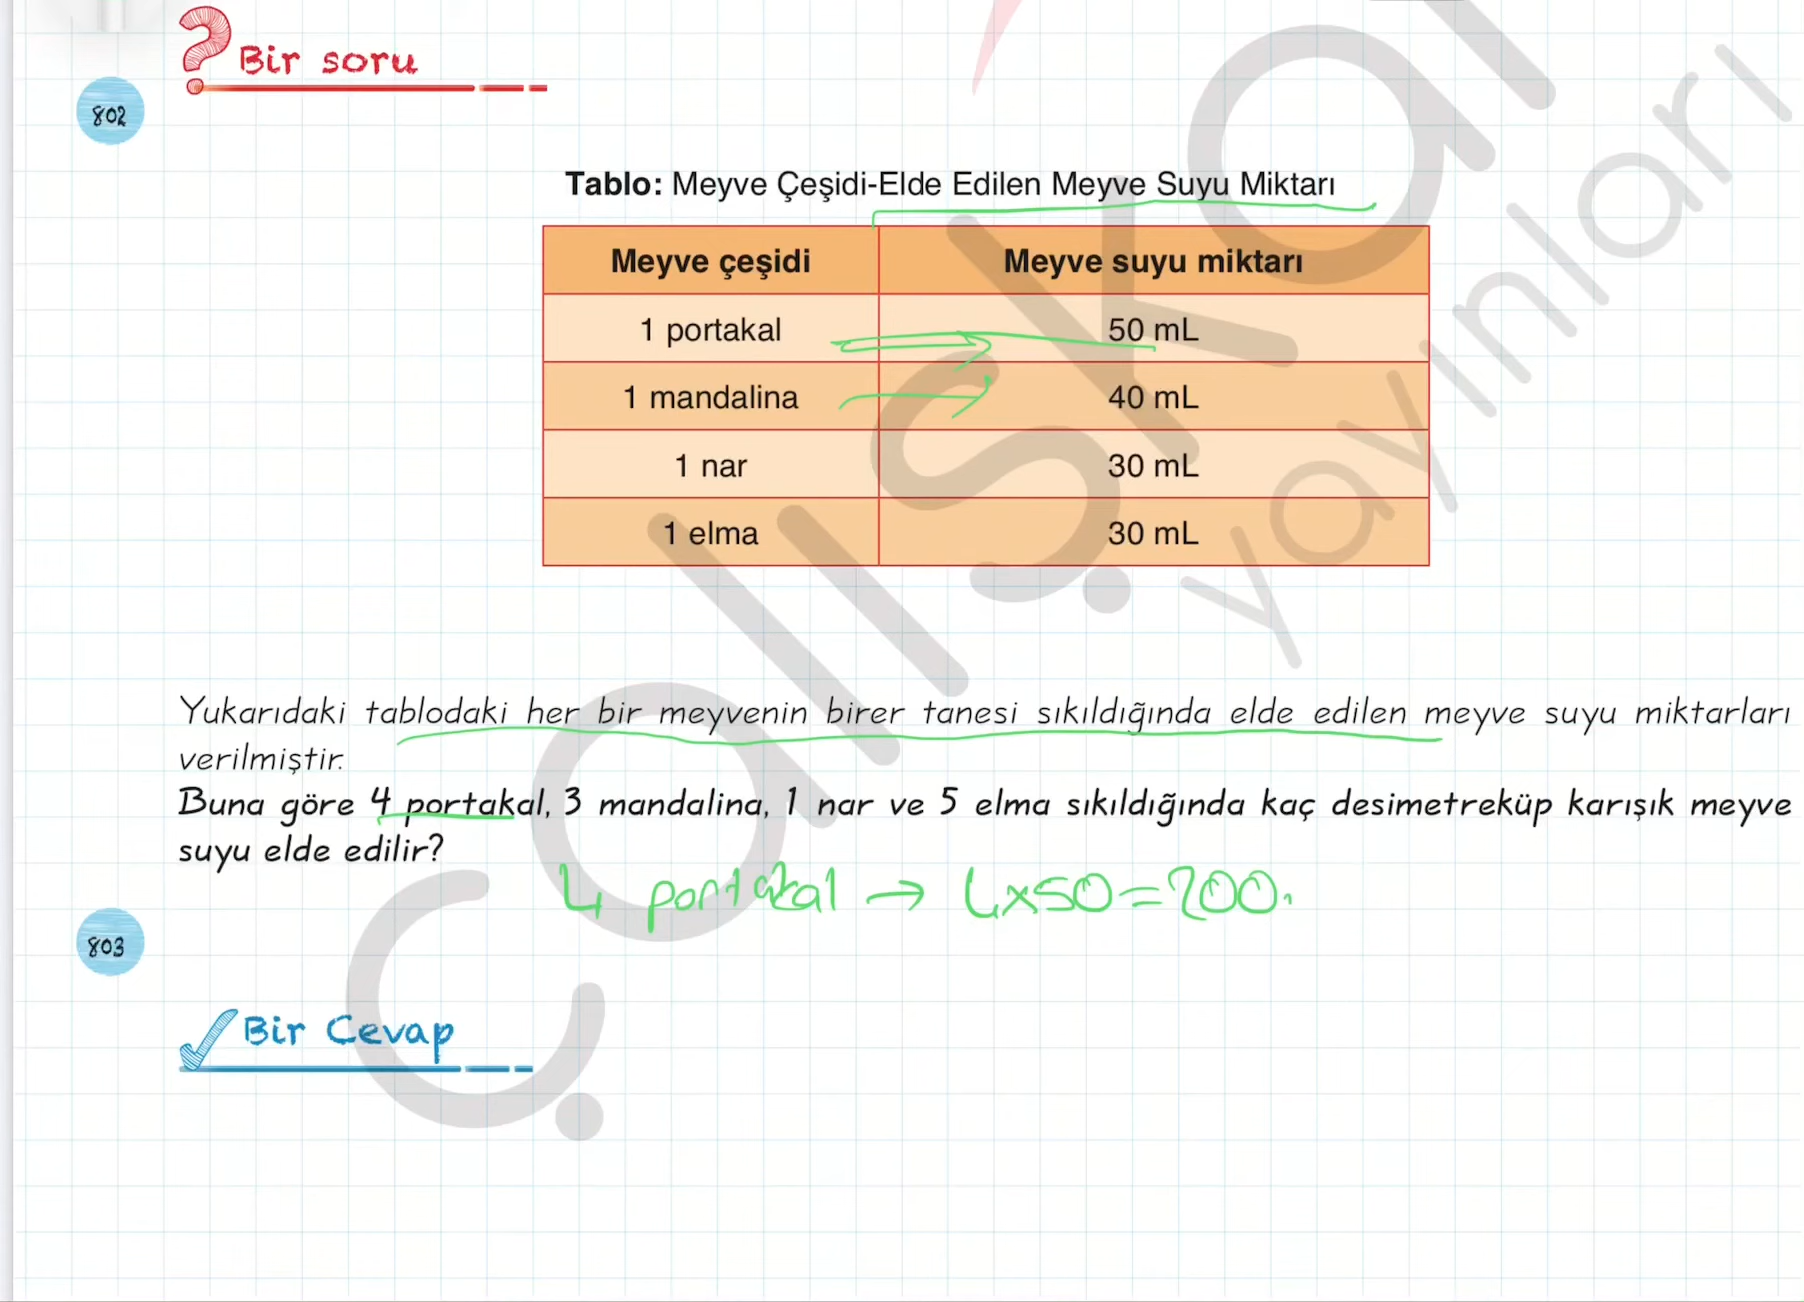 Bir soru
802
Tablo: Meyve Çeşidi-Elde Edilen Meyve Suyu Miktarı
Meyve çeşidi Meyve suyu miktarı
1 portakal 50 mL
1 mandalina 40 mL
1 nar 30 mL
1 elma 30 mL
Yukarıdaki tablodaki her bir meyvenin birer tanesi sıkıldığında elde edilen meyve suyu miktarları
verilmiştir.
Buna göre 4 portakal, 3 mandalina, 1 nar ve 5 elma sıkıldığında kaç desimetreküp karışık meyve
suyu elde edilir?
4 portakal → 4x50=200
803
Bir Cevap
çalışkan yayınları